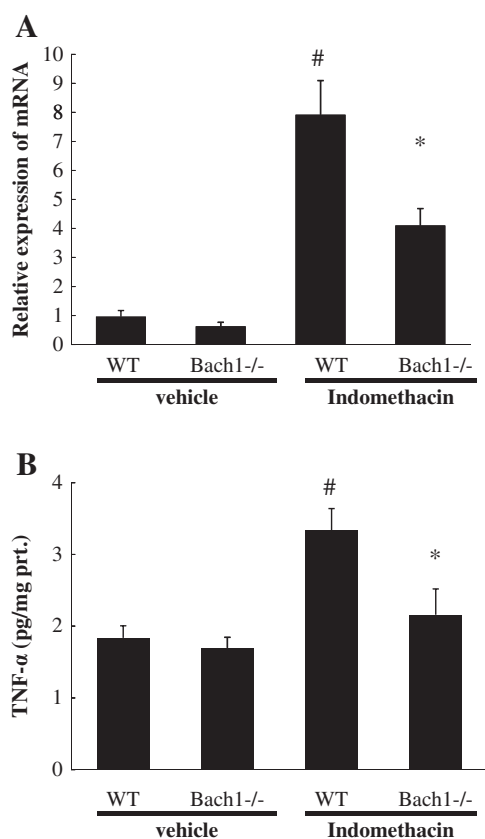 A
Relative expression of mRNA
10
9
8
7
6
5
4
3
2
1
0
#
*
WT Bach1-/- WT Bach1-/-
vehicle Indomethacin
B
TNF-α (pg/mg prt.)
4
3
2
1
0
#
*
WT Bach1-/- WT Bach1-/-
vehicle Indomethacin